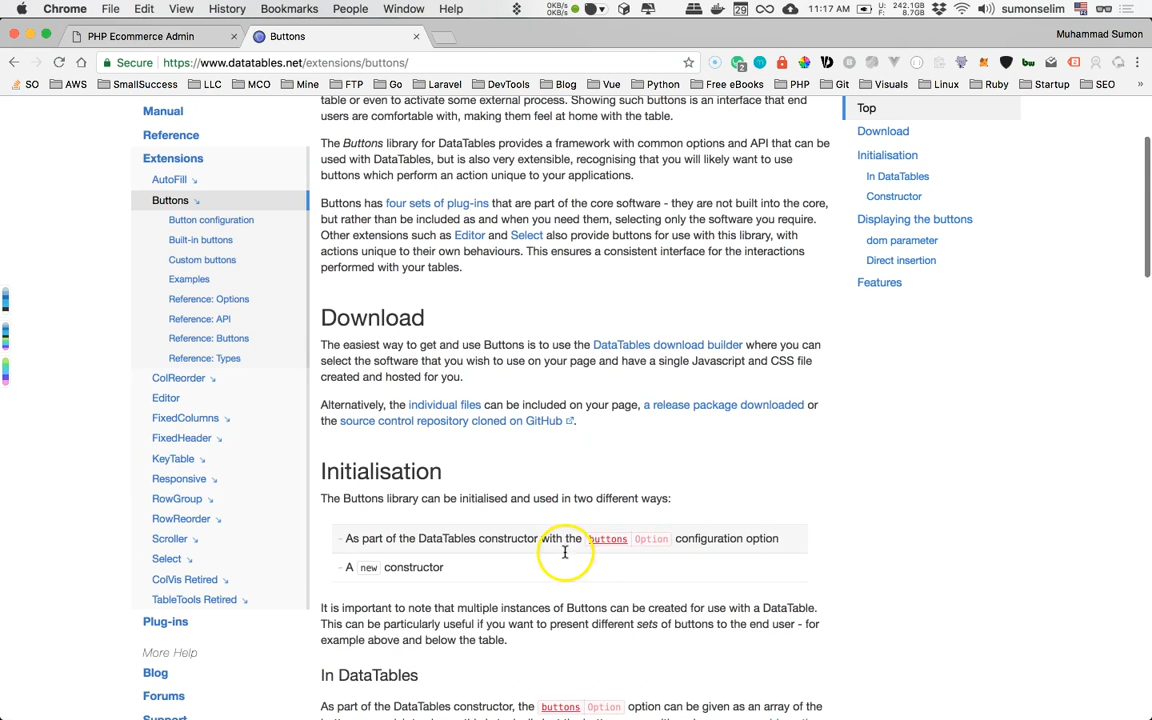 Chrome File Edit View History Bookmarks People Window Help 0KB/s 0KB/s 29 11:17 AM U: 242.1GB F: 8.7GB sumonselim
PHP Ecommerce Admin × Buttons × Muhammad Sumon
Secure https://www.datatables.net/extensions/buttons/
SO AWS SmallSuccess LLC MCO Mine FTP Go Laravel DevTools Blog Vue Python Free eBooks PHP Git Visuals Linux Ruby Startup SEO »
Manual
Reference
Extensions
AutoFill
Buttons
Button configuration
Built-in buttons
Custom buttons
Examples
Reference: Options
Reference: API
Reference: Buttons
Reference: Types
ColReorder
Editor
FixedColumns
FixedHeader
KeyTable
Responsive
RowGroup
RowReorder
Scroller
Select
ColVis Retired
TableTools Retired
Plug-ins
More Help
Blog
Forums
Support
table or even to activate some external process. Showing such buttons is an interface that end
users are comfortable with, making them feel at home with the table.
The Buttons library for DataTables provides a framework with common options and API that can be
used with DataTables, but is also very extensible, recognising that you will likely want to use
buttons which perform an action unique to your applications.
Buttons has four sets of plug-ins that are part of the core software - they are not built into the core,
but rather than be included as and when you need them, selecting only the software you require.
Other extensions such as Editor and Select also provide buttons for use with this library, with
actions unique to their own behaviours. This ensures a consistent interface for the interactions
performed with your tables.
Download
The easiest way to get and use Buttons is to use the DataTables download builder where you can
select the software that you wish to use on your page and have a single Javascript and CSS file
created and hosted for you.
Alternatively, the individual files can be included on your page, a release package downloaded or
the source control repository cloned on GitHub.
Initialisation
The Buttons library can be initialised and used in two different ways:
- As part of the DataTables constructor with the buttons Option configuration option
- A new constructor
It is important to note that multiple instances of Buttons can be created for use with a DataTable.
This can be particularly useful if you want to present different sets of buttons to the end user - for
example above and below the table.
In DataTables
As part of the DataTables constructor, the buttons Option option can be given as an array of the
Top
Download
Initialisation
In DataTables
Constructor
Displaying the buttons
dom parameter
Direct insertion
Features